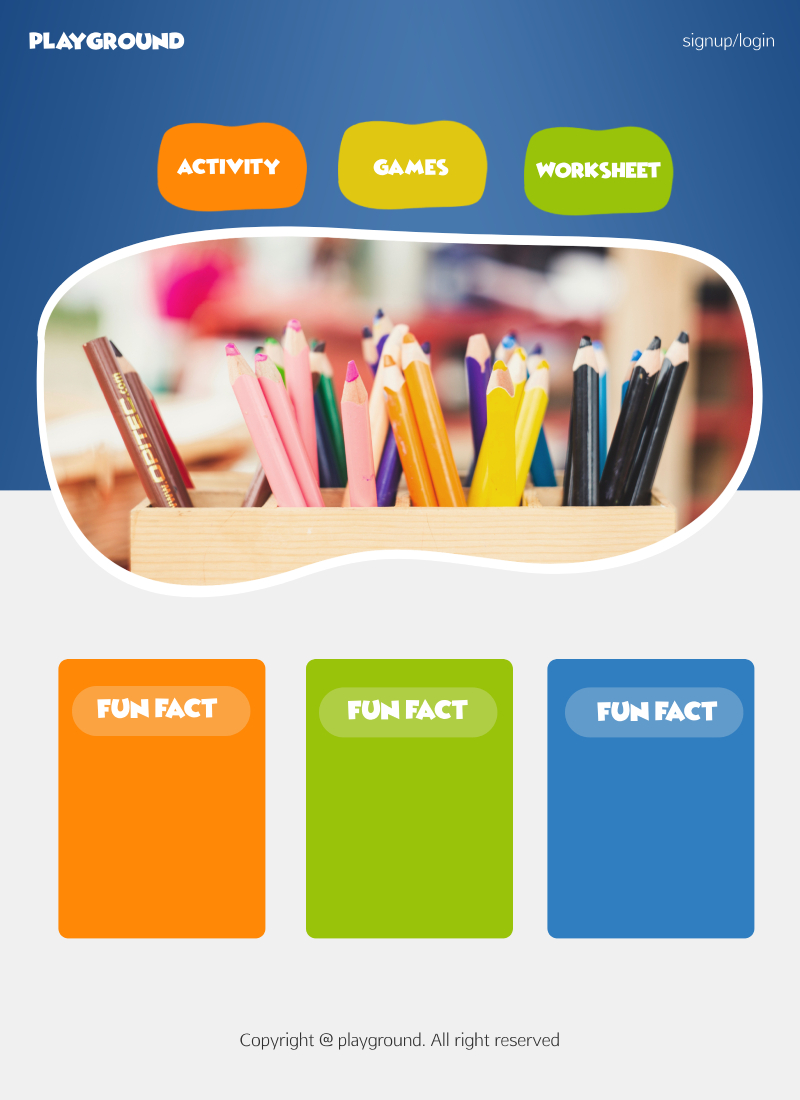 PLAYGROUND
signup/login
ACTIVITY
GAMES
WORKSHEET
FUN FACT
FUN FACT
FUN FACT
Copyright @ playground. All right reserved